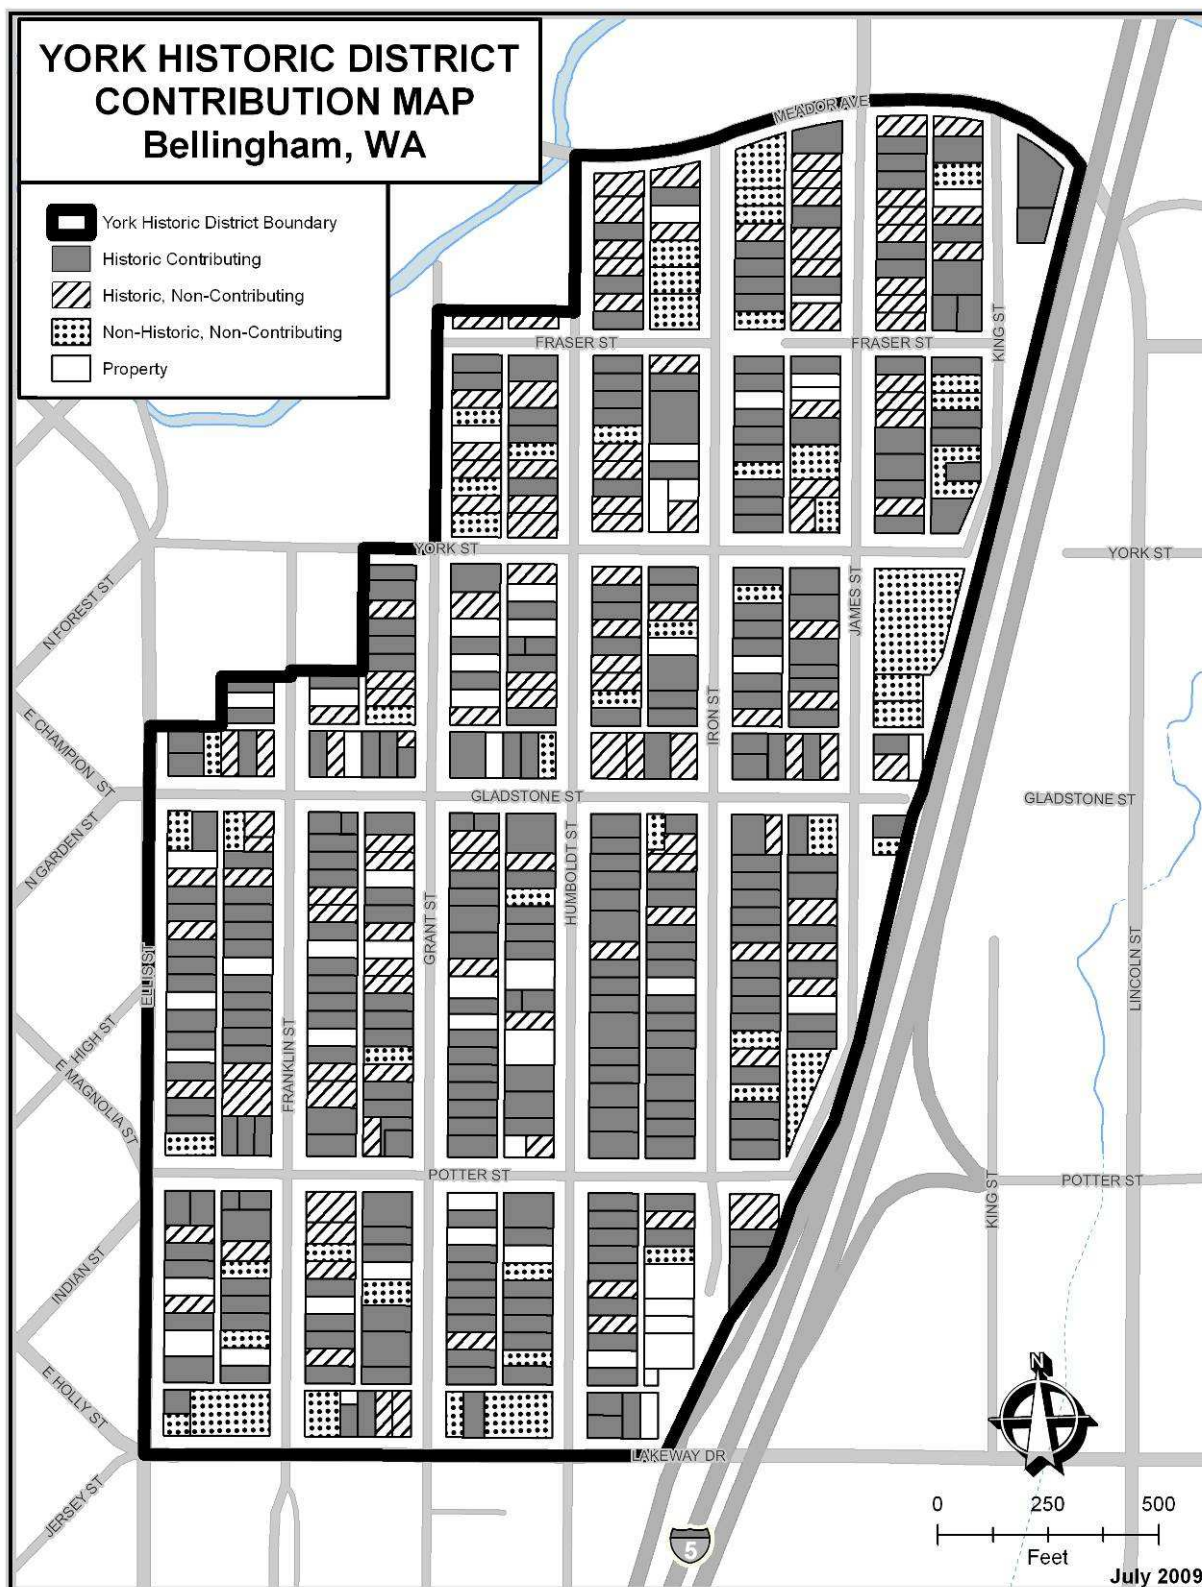 YORK HISTORIC DISTRICT
CONTRIBUTION MAP
Bellingham, WA
York Historic District Boundary
Historic Contributing
Historic, Non-Contributing
Non-Historic, Non-Contributing
Property
MEADOR AVE
FRASER ST
FRASER ST
KING ST
YORK ST
YORK ST
N FOREST ST
JAMES ST
E CHAMPION ST
IRON ST
GLADSTONE ST
GLADSTONE ST
N GARDEN ST
HUMBOLDT ST
GRANT ST
ELLIS ST
LINCOLN ST
E HIGH ST
FRANKLIN ST
E MAGNOLIA ST
POTTER ST
POTTER ST
KING ST
INDIAN ST
E HOLLY ST
N
LAKEWAY DR
JERSEY ST
0 250 500
Feet
5
July 2009